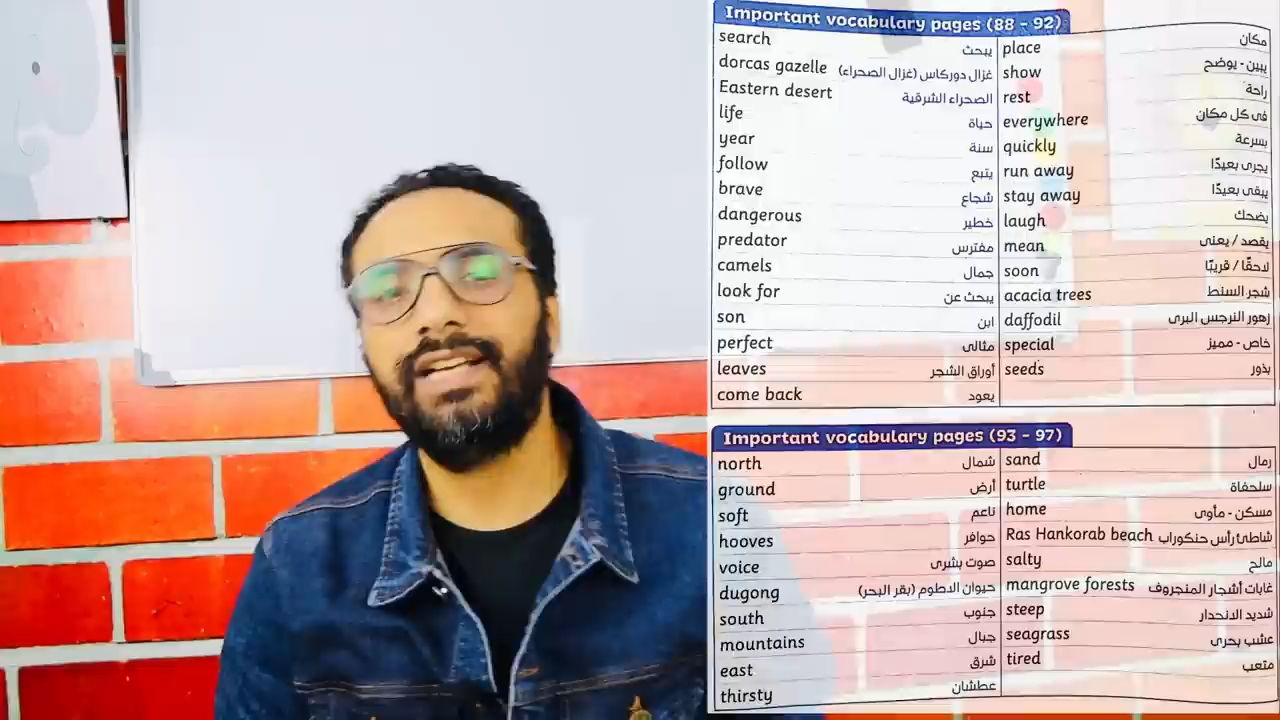 Important vocabulary pages (88 - 92)
search يبحث place مكان
dorcas gazelle غزال دوركاس (غزال الصحراء) show يبين - يوضح
Eastern desert الصحراء الشرقية rest راحة
life حياة everywhere فى كل مكان
year سنة quickly بسرعة
follow يتبع run away يجرى بعيدًا
brave شجاع stay away يبقى بعيدًا
dangerous خطير laugh يضحك
predator مفترس mean يقصد / يعنى
camels جمال soon لاحقًا / قريبًا
look for يبحث عن acacia trees شجر السنط
son ابن daffodil زهور النرجس البرى
perfect مثالى special خاص - مميز
leaves أوراق الشجر seeds بذور
come back يعود
Important vocabulary pages (93 - 97)
north شمال sand رمال
ground أرض turtle سلحفاة
soft ناعم home مسكن - مأوى
hooves حوافر Ras Hankorab beach شاطئ رأس حنكوراب
voice صوت بشرى salty مالح
dugong حيوان الاطوم (بقر البحر) mangrove forests غابات أشجار المنجروف
south جنوب steep شديد الانحدار
mountains جبال seagrass عشب بحرى
east شرق tired متعب
thirsty عطشان